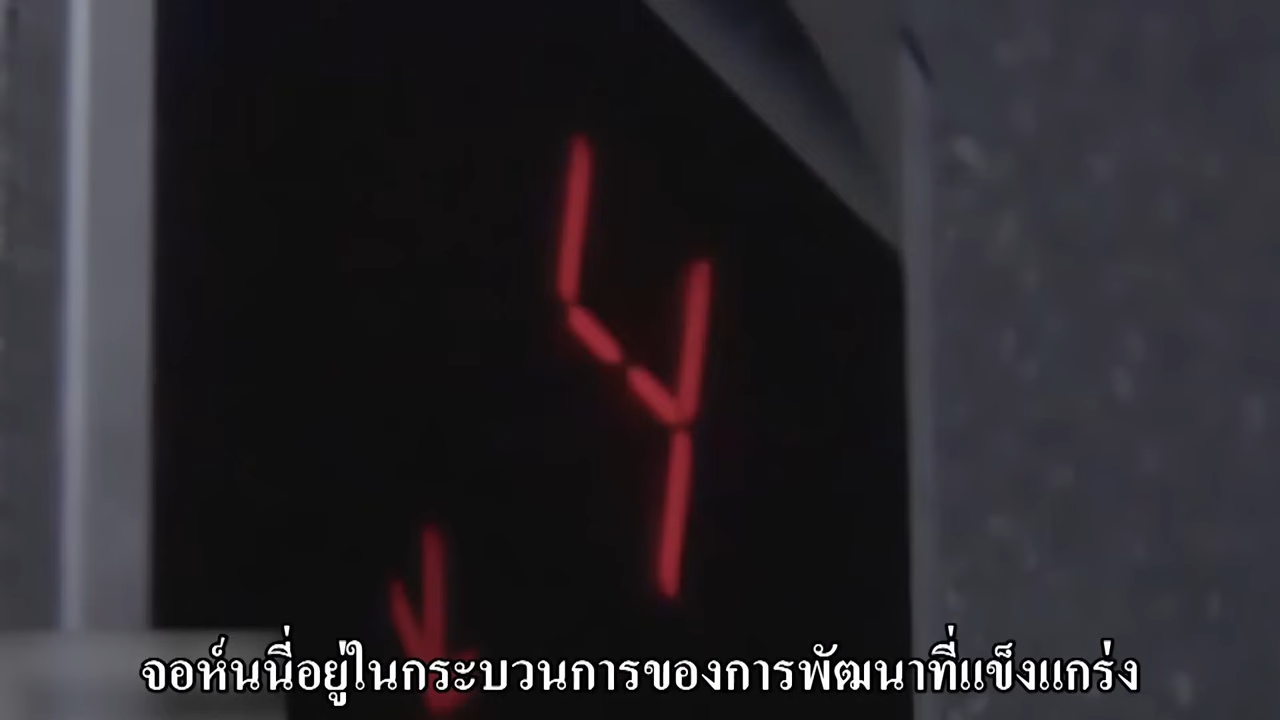 4
จอห์นนี่อยู่ในกระบวนการของการพัฒนาที่แข็งแกร่ง